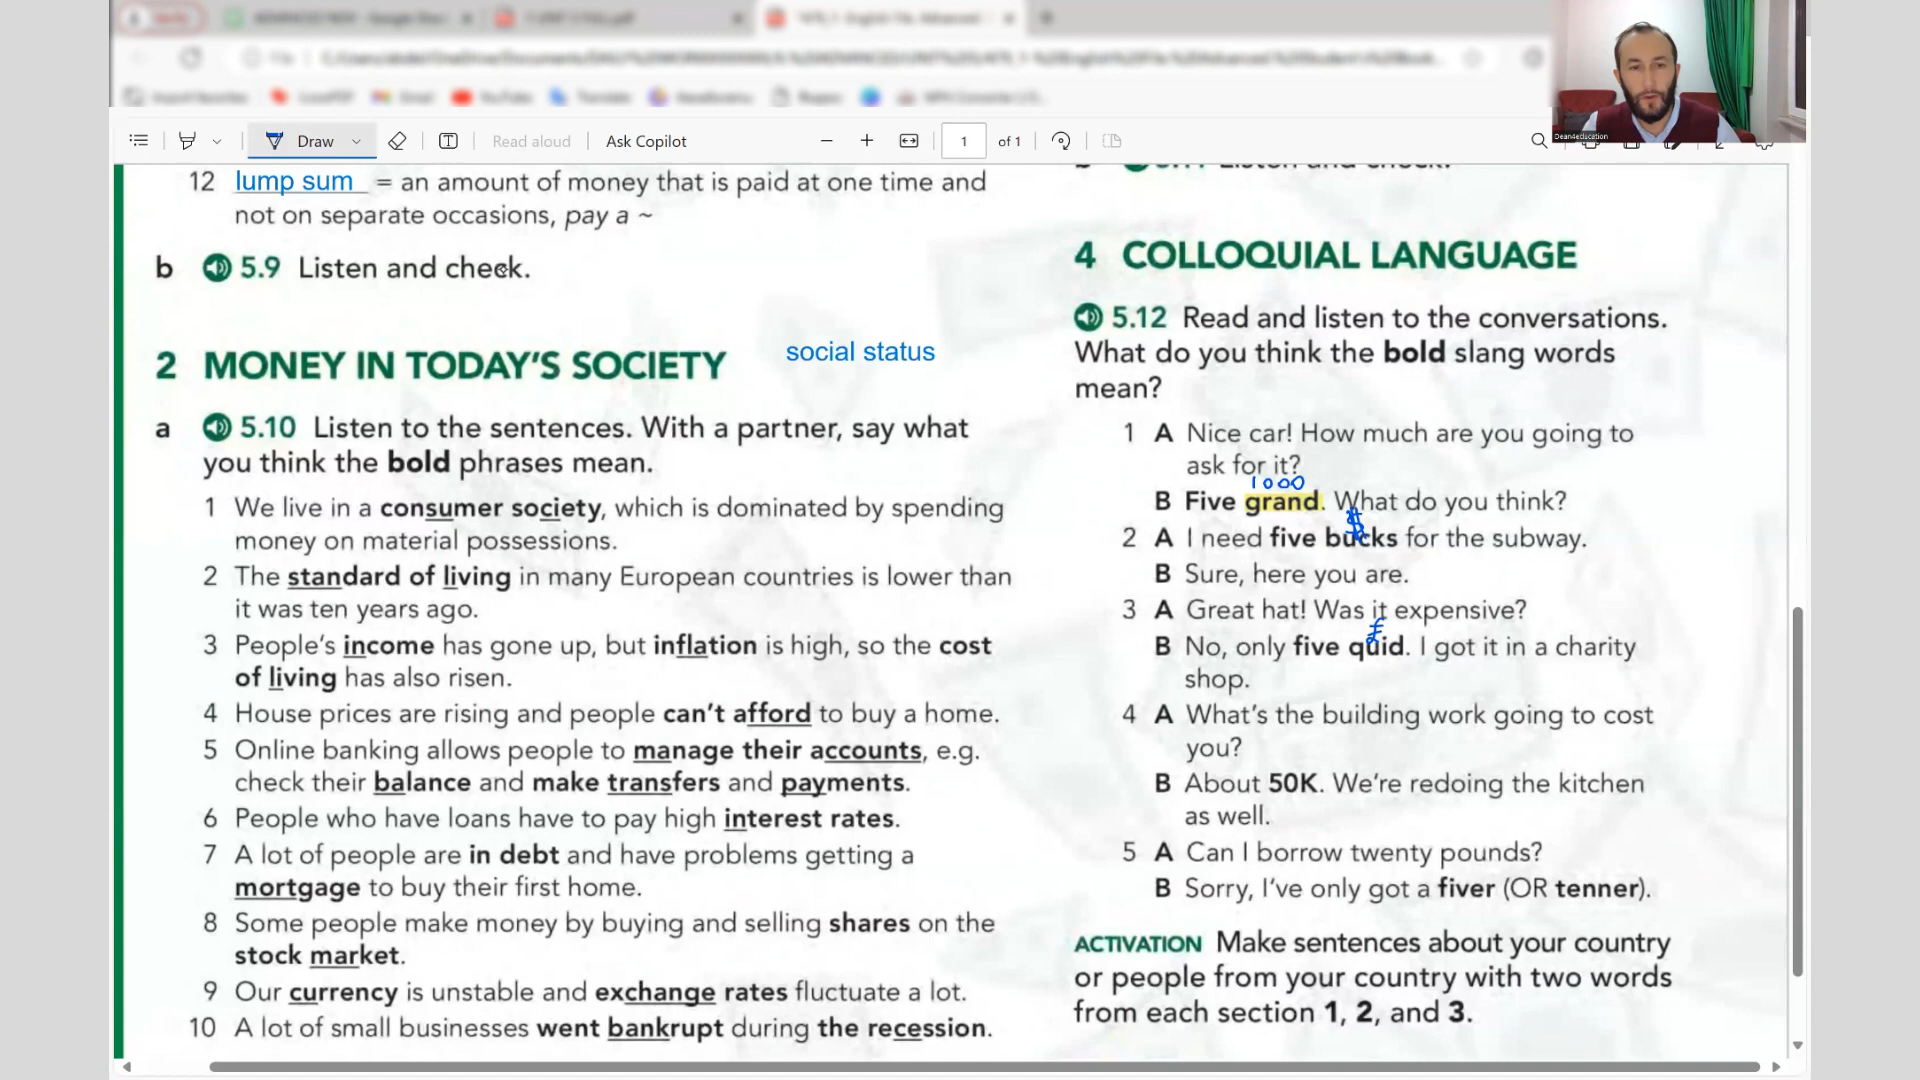 Draw
Read aloud
Ask Copilot
1
of 1
Dean4education
12 lump sum = an amount of money that is paid at one time and
not on separate occasions, pay a ~
b 5.9 Listen and check.
2 MONEY IN TODAY'S SOCIETY
social status
a 5.10 Listen to the sentences. With a partner, say what
you think the bold phrases mean.
1 We live in a consumer society, which is dominated by spending
money on material possessions.
2 The standard of living in many European countries is lower than
it was ten years ago.
3 People's income has gone up, but inflation is high, so the cost
of living has also risen.
4 House prices are rising and people can't afford to buy a home.
5 Online banking allows people to manage their accounts, e.g.
check their balance and make transfers and payments.
6 People who have loans have to pay high interest rates.
7 A lot of people are in debt and have problems getting a
mortgage to buy their first home.
8 Some people make money by buying and selling shares on the
stock market.
9 Our currency is unstable and exchange rates fluctuate a lot.
10 A lot of small businesses went bankrupt during the recession.
4 COLLOQUIAL LANGUAGE
5.12 Read and listen to the conversations.
What do you think the bold slang words
mean?
1 A Nice car! How much are you going to
ask for it?
1000
B Five grand. What do you think?
$
2 A I need five bucks for the subway.
B Sure, here you are.
3 A Great hat! Was it expensive?
£
B No, only five quid. I got it in a charity
shop.
4 A What's the building work going to cost
you?
B About 50K. We're redoing the kitchen
as well.
5 A Can I borrow twenty pounds?
B Sorry, I've only got a fiver (OR tenner).
ACTIVATION Make sentences about your country
or people from your country with two words
from each section 1, 2, and 3.